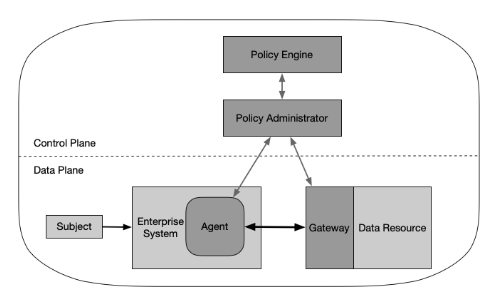 Policy Engine
Policy Administrator
Control Plane
Data Plane
Subject
Enterprise
System
Agent
Gateway
Data Resource